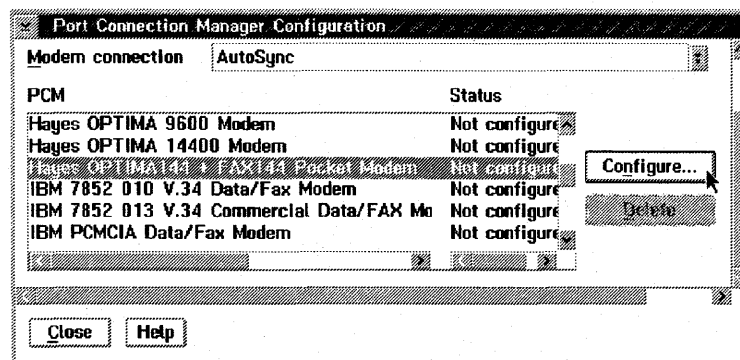 Port Connection Manager Configuration
Modem connection AutoSync
PCM Status
Hayes OPTIMA 9600 Modem Not configure
Hayes OPTIMA 14400 Modem Not configure
Hayes OPTIMA144 + FAX144 Pocket Modem Not configure
Configure...
IBM 7852 010 V.34 Data/Fax Modem Not configure
IBM 7852 013 V.34 Commercial Data/FAX Mo Not configure
Delete
IBM PCMCIA Data/Fax Modem Not configure
Close Help